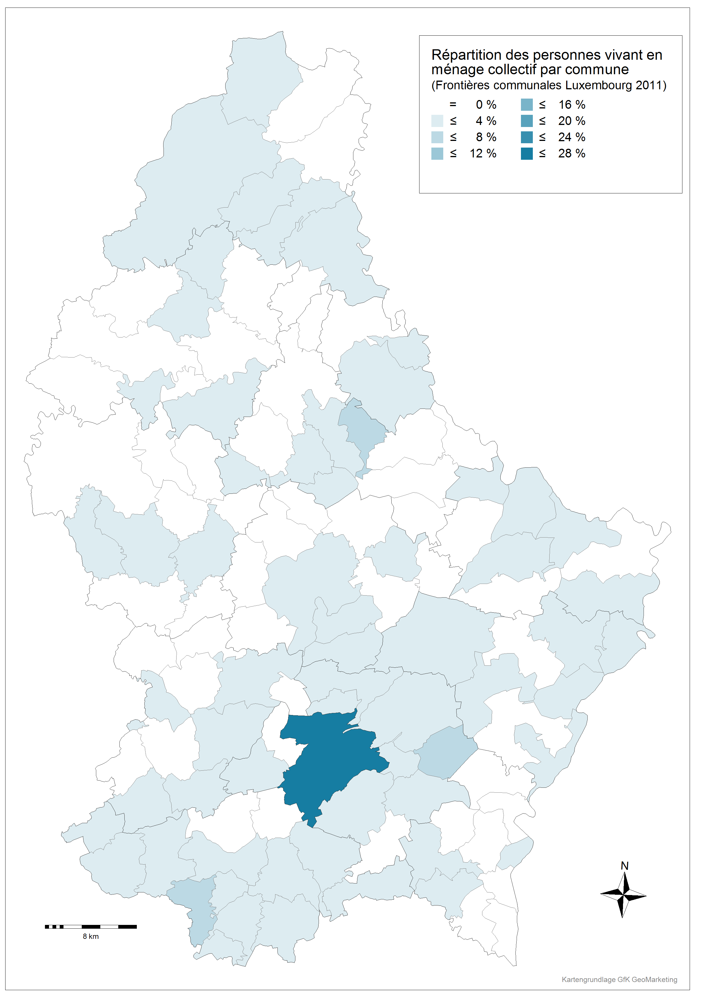 Répartition des personnes vivant en
ménage collectif par commune
(Frontières communales Luxembourg 2011)
= 0 %
≤ 4 %
≤ 8 %
≤ 12 %
≤ 16 %
≤ 20 %
≤ 24 %
≤ 28 %
N
8 km
Kartengrundlage GfK GeoMarketing